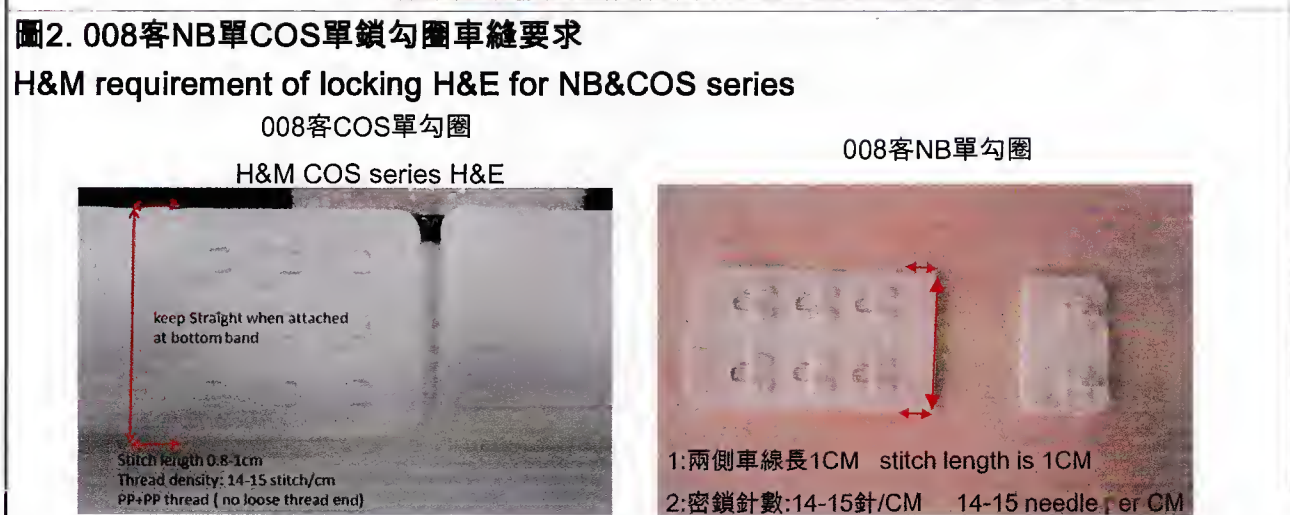 圖2. 008客NB單COS單鎖勾圈車縫要求
H&M requirement of locking H&E for NB&COS series
008客COS單勾圈
H&M COS series H&E
keep Straight when attached
at bottom band
Stitch length 0.8-1cm
Thread density: 14-15 stitch/cm
PP+PP thread ( no loose thread end)
008客NB單勾圈
1:兩側車線長1CM stitch length is 1CM
2:密鎖針數:14-15針/CM 14-15 needle er CM